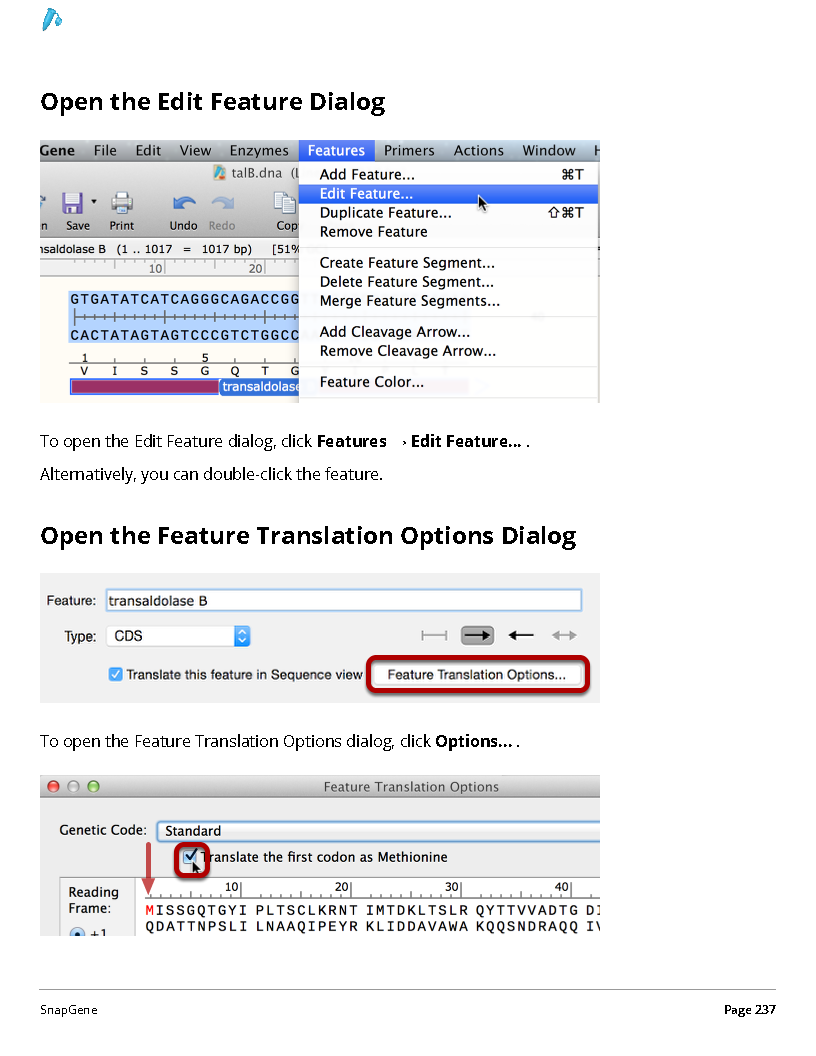 Open the Edit Feature Dialog
Gene File Edit View Enzymes Features Primers Actions Window
talB.dna (L
Add Feature... ⌘T
Edit Feature...
Duplicate Feature... ⇧⌘T
Remove Feature
Create Feature Segment...
Delete Feature Segment...
Merge Feature Segments...
Add Cleavage Arrow...
Remove Cleavage Arrow...
Feature Color...
Save Print Undo Redo Cop
nsaldolase B (1 .. 1017 = 1017 bp) [51%
10 20
GTGATATCATCAGGGCAGACCGG
CACTATAGTAGTCCCGTCTGGCC
1 5
V I S S G Q T G
transaldolase
To open the Edit Feature dialog, click Features → Edit Feature... .
Alternatively, you can double-click the feature.
Open the Feature Translation Options Dialog
Feature: transaldolase B
Type: CDS
Translate this feature in Sequence view Feature Translation Options...
To open the Feature Translation Options dialog, click Options... .
Feature Translation Options
Genetic Code: Standard
Translate the first codon as Methionine
Reading
Frame:
+1
10 20 30 40
MISSGQTGYI PLTSCLKRNT IMTDKLTSLR QYTTVVADTG DI
QDATTNPSLI LNAAQIPEYR KLIDDAVAWA KQQSNDRAQQ IV
SnapGene Page 237